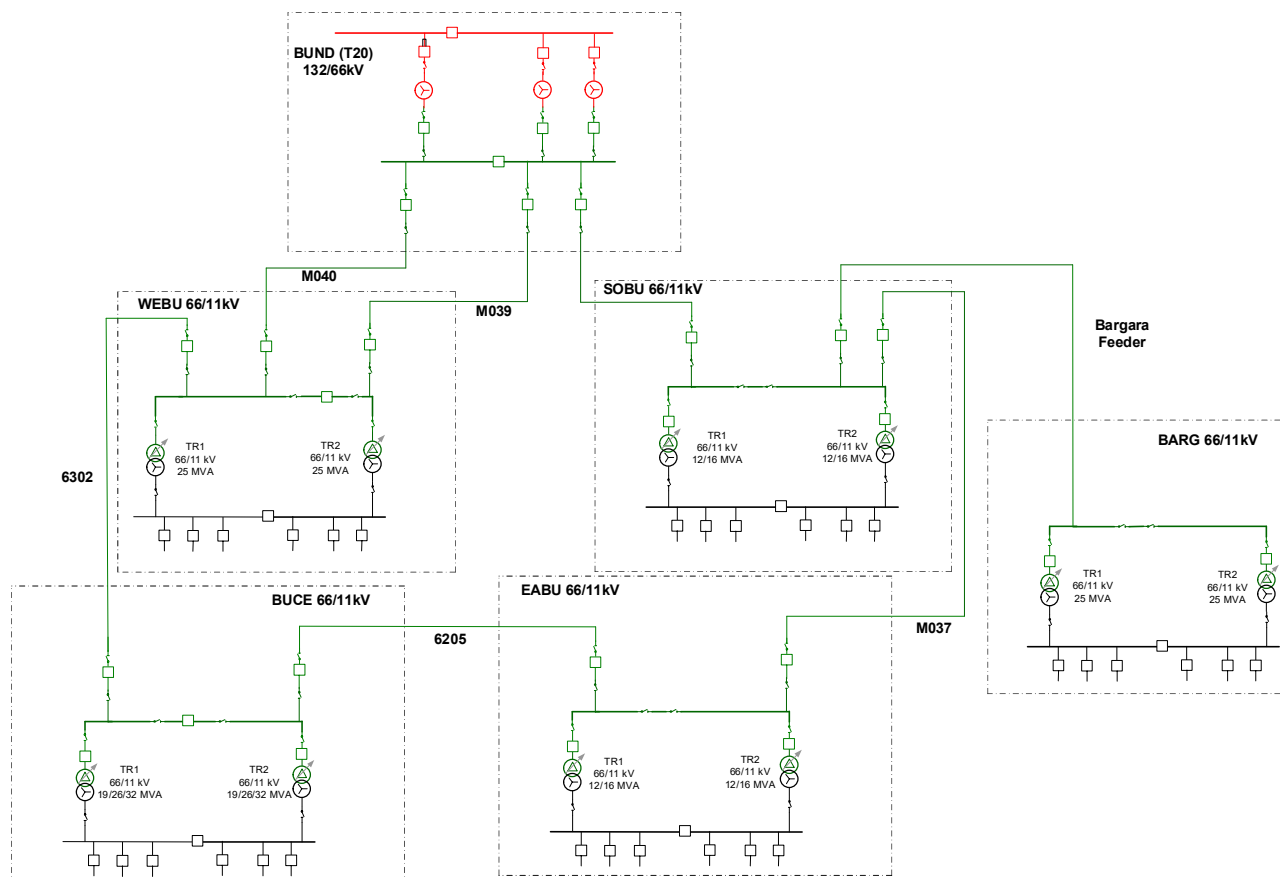 BUND (T20)
132/66kV
M040
M039
WEBU 66/11kV
SOBU 66/11kV
Bargara
Feeder
TR1
66/11 kV
25 MVA
TR2
66/11 kV
25 MVA
TR1
66/11 kV
12/16 MVA
TR2
66/11 kV
12/16 MVA
BARG 66/11kV
6302
TR1
66/11 kV
25 MVA
TR2
66/11 kV
25 MVA
BUCE 66/11kV
EABU 66/11kV
6205
M037
TR1
66/11 kV
19/26/32 MVA
TR2
66/11 kV
19/26/32 MVA
TR1
66/11 kV
12/16 MVA
TR2
66/11 kV
12/16 MVA